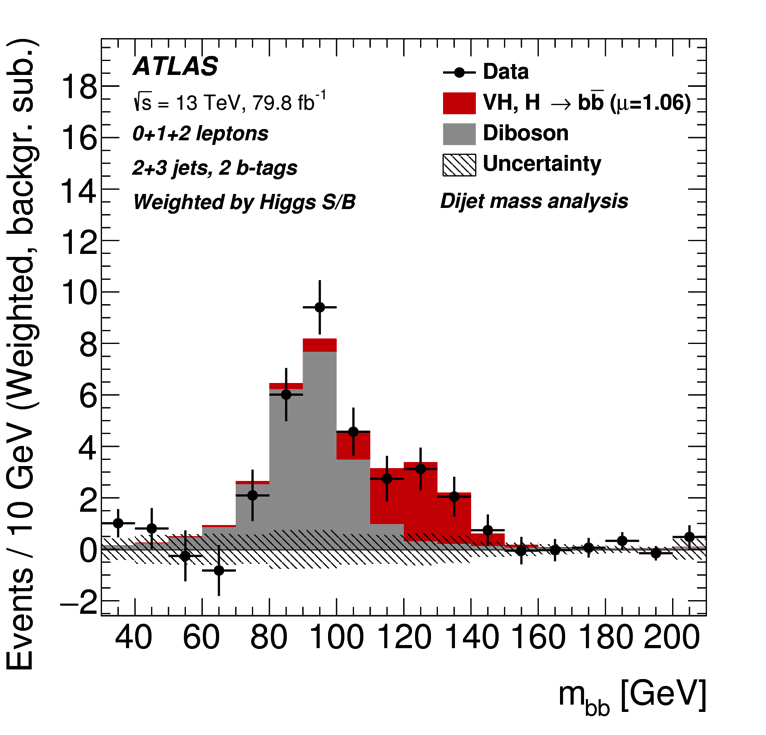 Events / 10 GeV (Weighted, backgr. sub.)
18
16
14
12
10
8
6
4
2
0
−2
ATLAS
√s = 13 TeV, 79.8 fb⁻¹
0+1+2 leptons
2+3 jets, 2 b-tags
Weighted by Higgs S/B
Data
VH, H → bb̅ (μ=1.06)
Diboson
Uncertainty
Dijet mass analysis
40 60 80 100 120 140 160 180 200
m_bb [GeV]